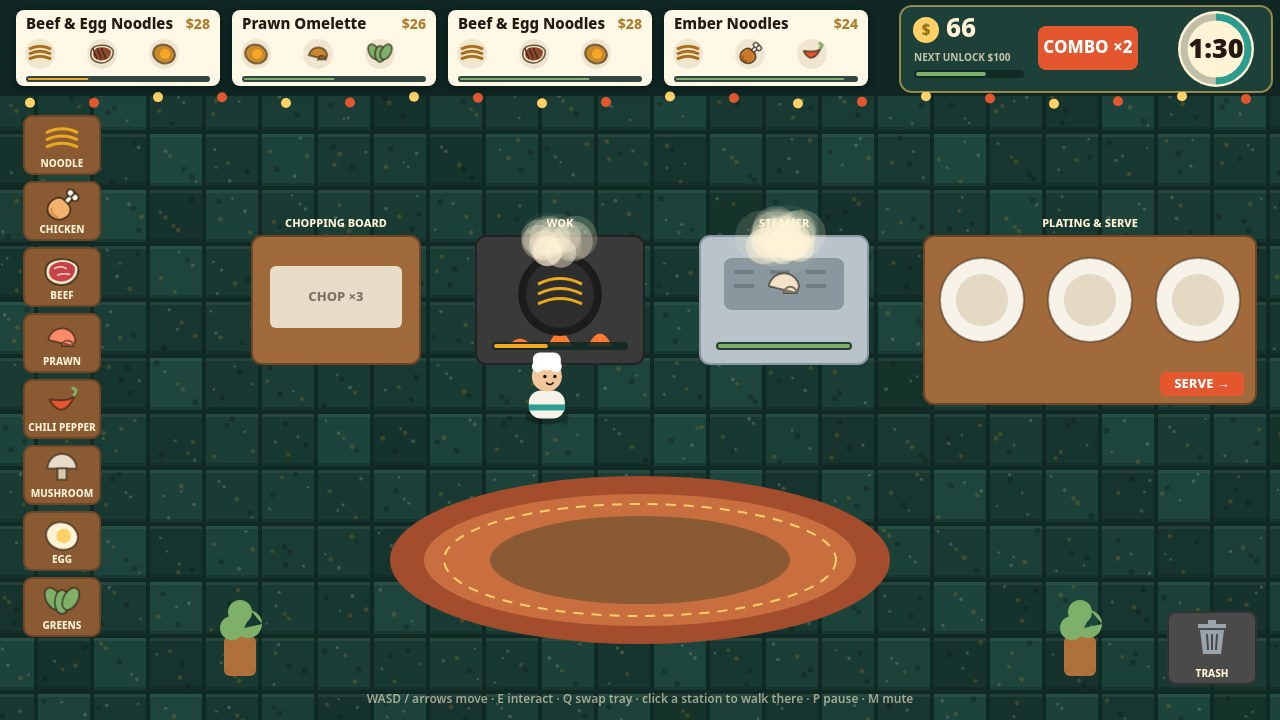 Beef & Egg Noodles $28
Prawn Omelette $26
Beef & Egg Noodles $28
Ember Noodles $24
$ 66
NEXT UNLOCK $100
COMBO ×2
1:30
NOODLE
CHICKEN
BEEF
PRAWN
CHILI PEPPER
MUSHROOM
EGG
GREENS
CHOPPING BOARD
CHOP ×3
WOK
STEAMER
PLATING & SERVE
SERVE →
TRASH
WASD / arrows move · E interact · Q swap tray · click a station to walk there · P pause · M mute